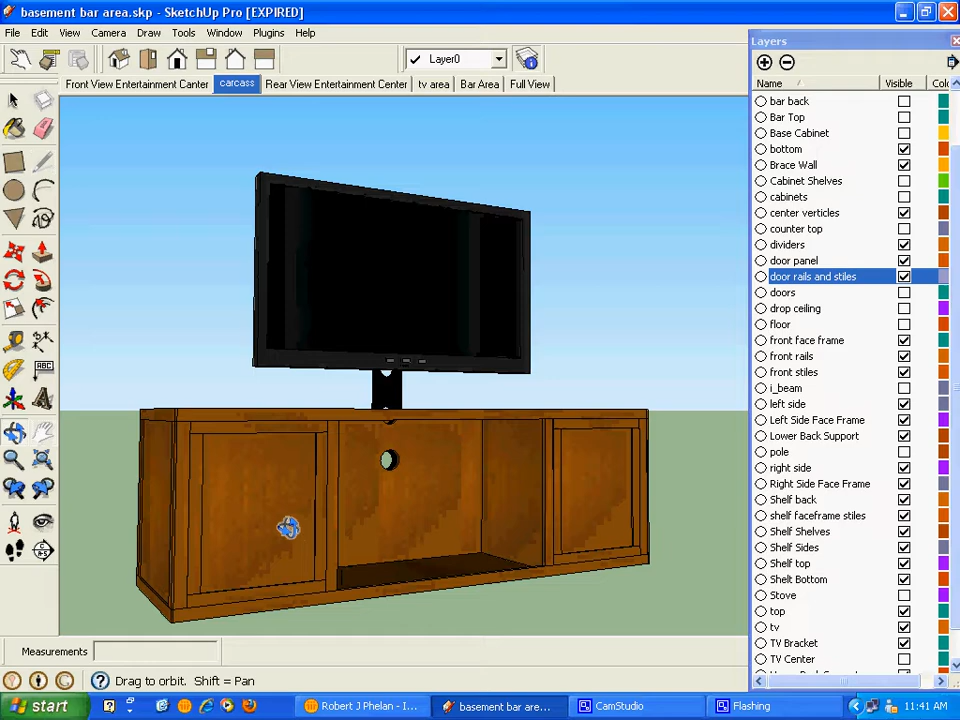 basement bar area.skp - SketchUp Pro [EXPIRED]
File Edit View Camera Draw Tools Window Plugins Help
Layer0
Front View Entertainment Canter carcass Rear View Entertainment Center tv area Bar Area Full View
ABC
Layers
Name Visible
bar back
Bar Top
Base Cabinet
bottom
Brace Wall
Cabinet Shelves
cabinets
center verticles
counter top
dividers
door panel
door rails and stiles
doors
drop ceiling
floor
front face frame
front rails
front stiles
i_beam
left side
Left Side Face Frame
Lower Back Support
pole
right side
Right Side Face Frame
Shelf back
shelf faceframe stiles
Shelf Shelves
Shelf Sides
Shelf top
Shelt Bottom
Stove
top
tv
TV Bracket
TV Center
Measurements
Drag to orbit. Shift = Pan
start Robert J Phelan - I... basement bar are... CamStudio Flashing 11:41 AM